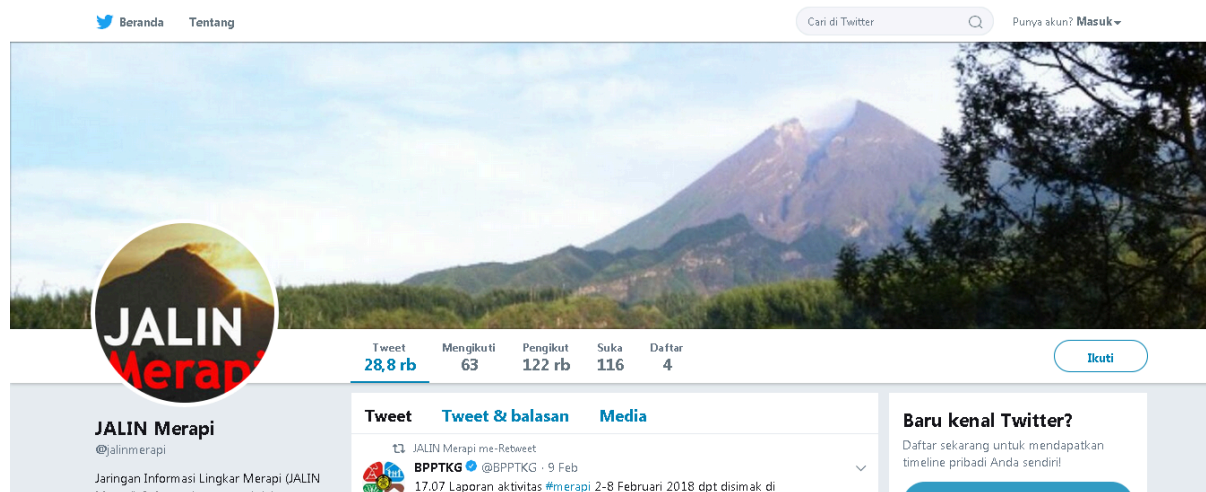 Beranda Tentang Cari di Twitter Punya akun? Masuk
JALIN
Merapi
Tweet Mengikuti Pengikut Suka Daftar
28,8 rb 63 122 rb 116 4
Ikuti
JALIN Merapi
@jalinmerapi
Jaringan Informasi Lingkar Merapi (JALIN
Tweet Tweet & balasan Media
JALIN Merapi me-Retweet
BPPTKG @BPPTKG · 9 Feb
17.07 Laporan aktivitas #merapi 2-8 Februari 2018 dpt disimak di
Baru kenal Twitter?
Daftar sekarang untuk mendapatkan
timeline pribadi Anda sendiri!